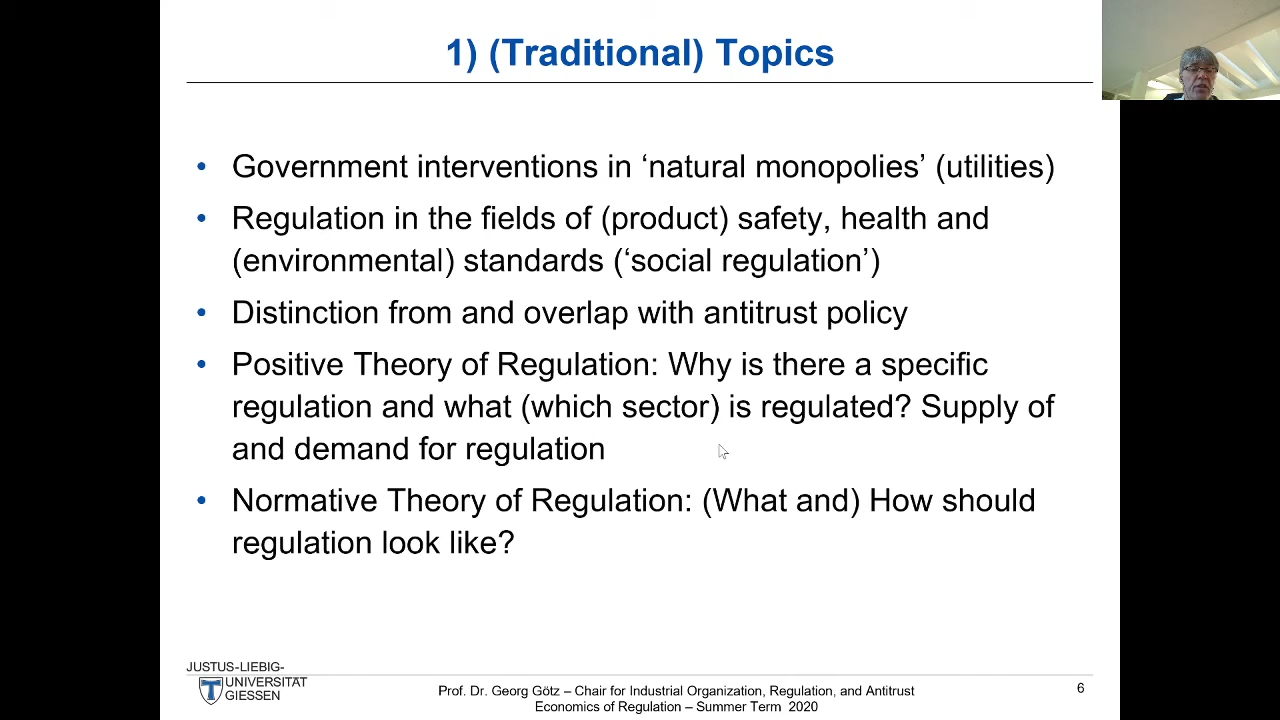 1) (Traditional) Topics
• Government interventions in ‘natural monopolies’ (utilities)
• Regulation in the fields of (product) safety, health and
(environmental) standards (‘social regulation’)
• Distinction from and overlap with antitrust policy
• Positive Theory of Regulation: Why is there a specific
regulation and what (which sector) is regulated? Supply of
and demand for regulation
• Normative Theory of Regulation: (What and) How should
regulation look like?
JUSTUS-LIEBIG-
UNIVERSITÄT
GIESSEN
Prof. Dr. Georg Götz – Chair for Industrial Organization, Regulation, and Antitrust
Economics of Regulation – Summer Term 2020
6